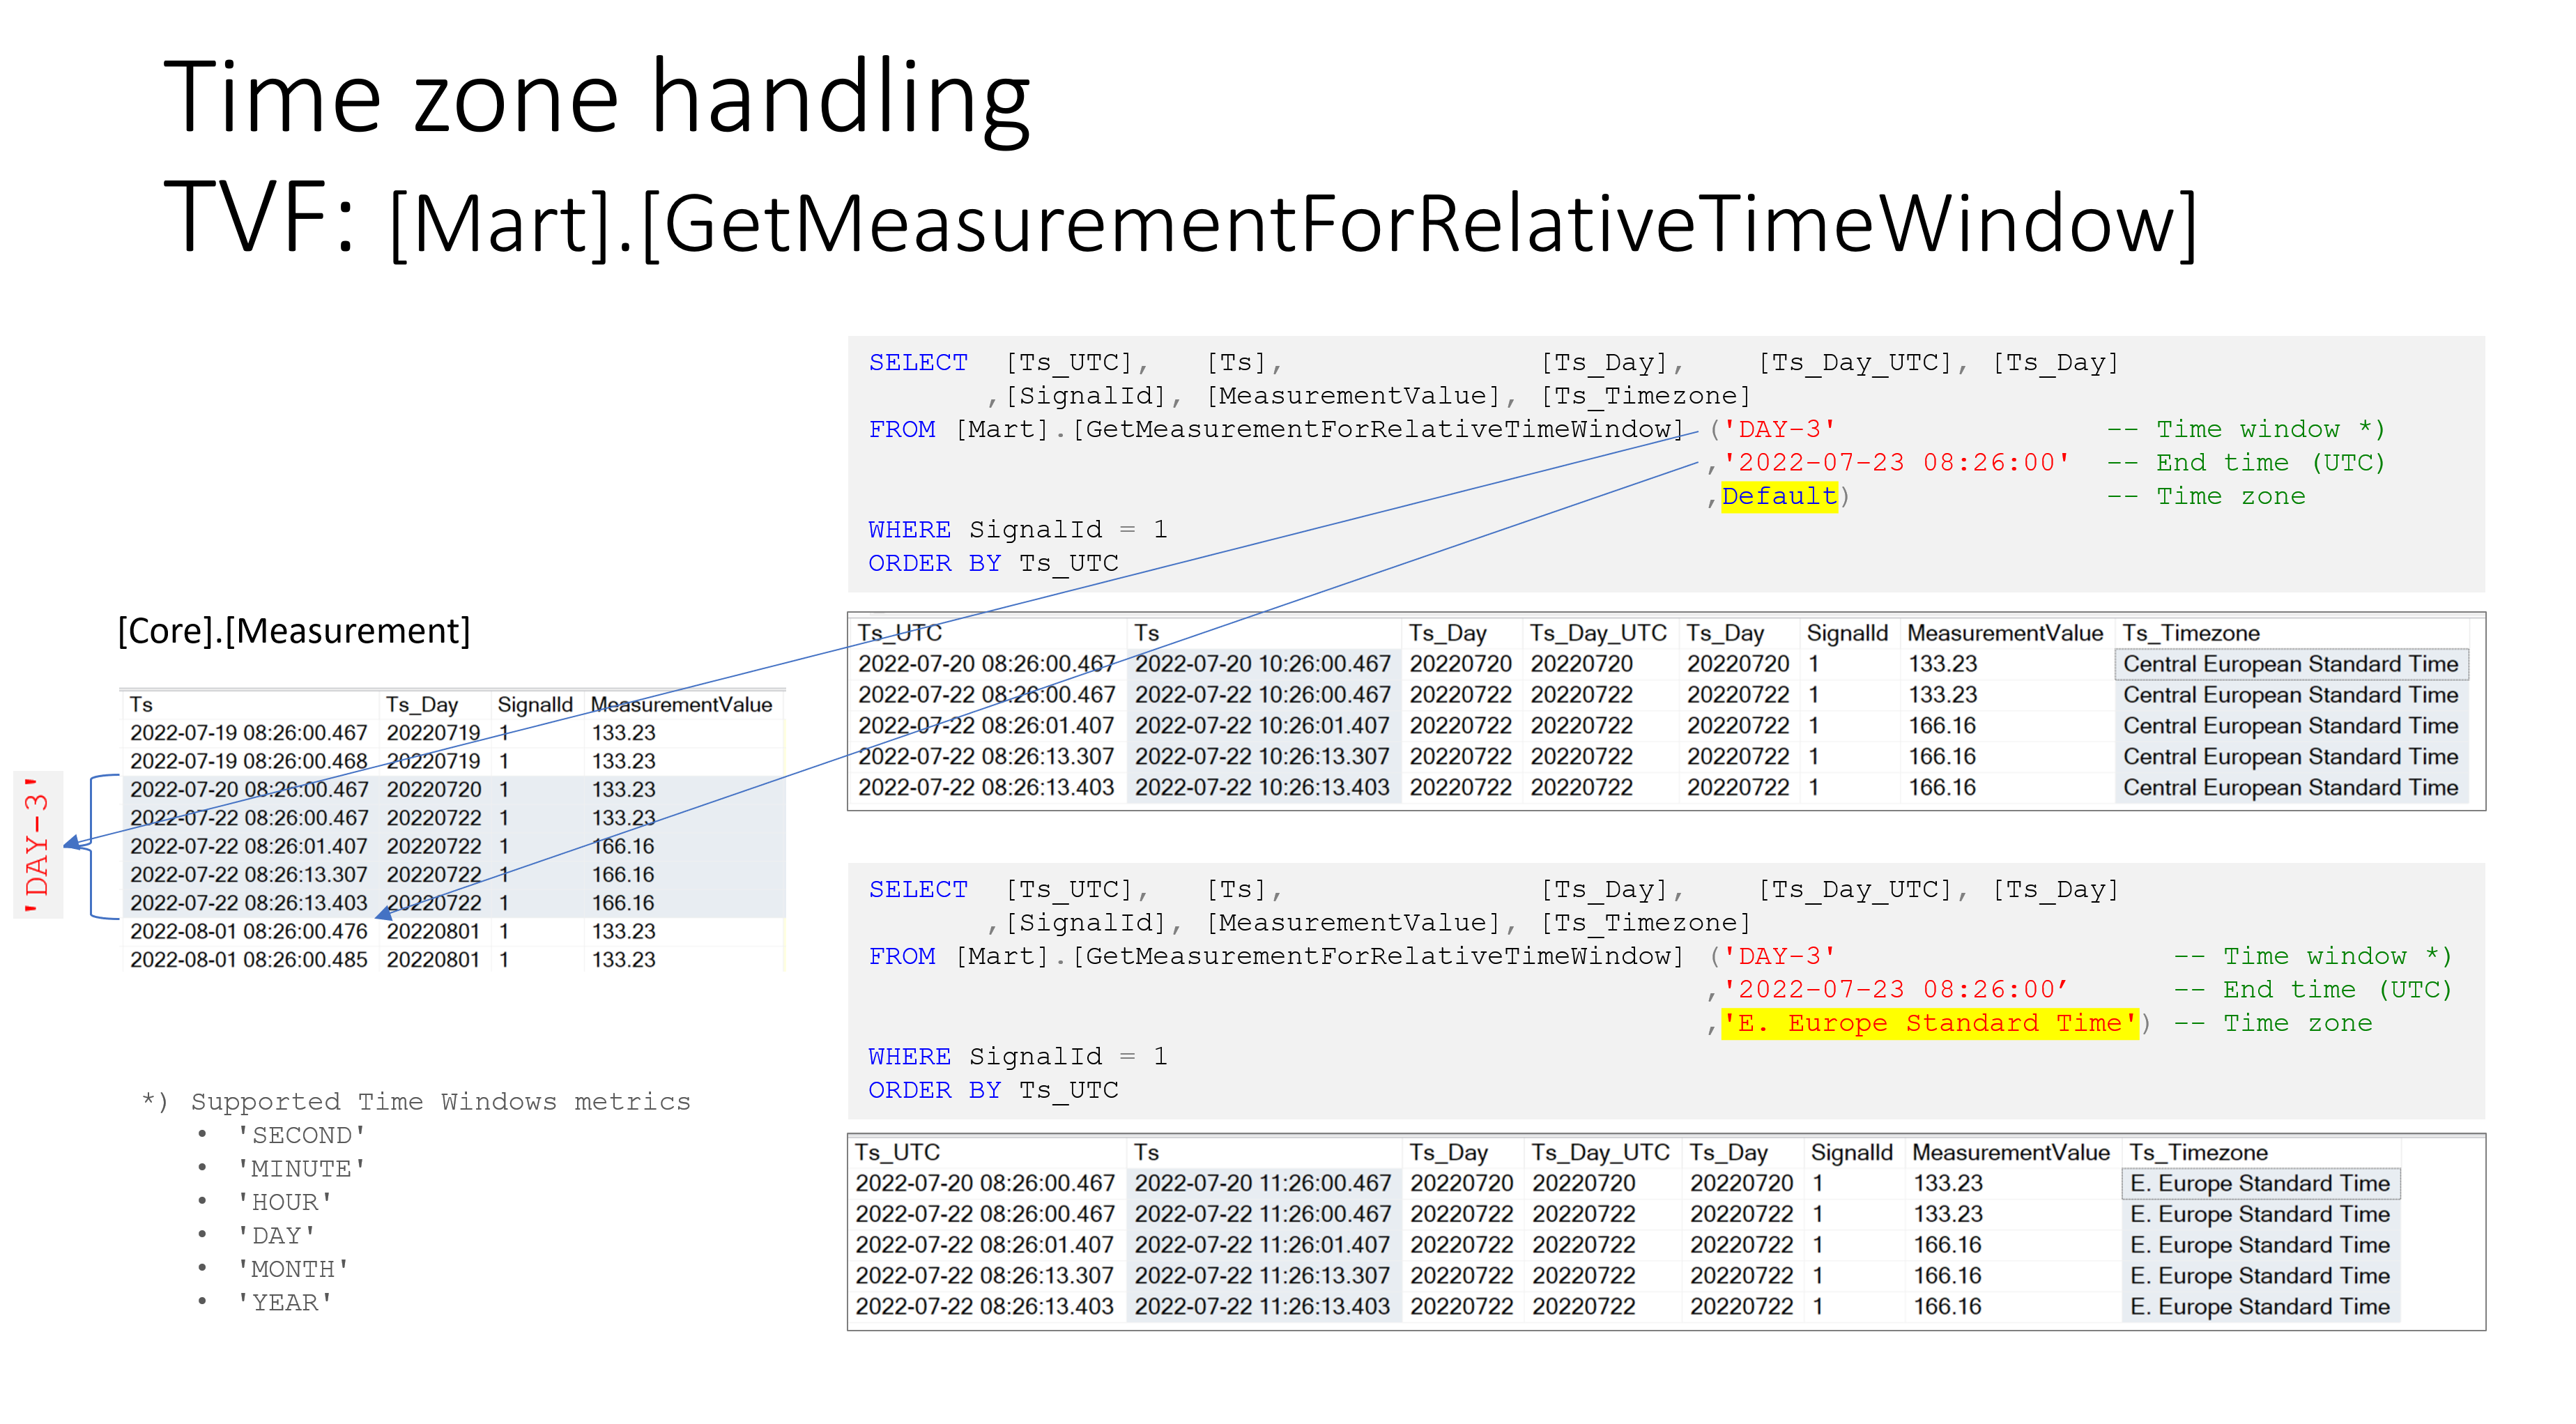 Time zone handling
TVF: [Mart].[GetMeasurementForRelativeTimeWindow]
SELECT [Ts_UTC], [Ts], [Ts_Day], [Ts_Day_UTC], [Ts_Day]
,[SignalId], [MeasurementValue], [Ts_Timezone]
FROM [Mart].[GetMeasurementForRelativeTimeWindow] ('DAY-3' -- Time window *)
,'2022-07-23 08:26:00' -- End time (UTC)
,Default) -- Time zone
WHERE SignalId = 1
ORDER BY Ts_UTC
Ts_UTC Ts Ts_Day Ts_Day_UTC Ts_Day SignalId MeasurementValue Ts_Timezone
2022-07-20 08:26:00.467 2022-07-20 10:26:00.467 20220720 20220720 20220720 1 133.23 Central European Standard Time
2022-07-22 08:26:00.467 2022-07-22 10:26:00.467 20220722 20220722 20220722 1 133.23 Central European Standard Time
2022-07-22 08:26:01.407 2022-07-22 10:26:01.407 20220722 20220722 20220722 1 166.16 Central European Standard Time
2022-07-22 08:26:13.307 2022-07-22 10:26:13.307 20220722 20220722 20220722 1 166.16 Central European Standard Time
2022-07-22 08:26:13.403 2022-07-22 10:26:13.403 20220722 20220722 20220722 1 166.16 Central European Standard Time
[Core].[Measurement]
Ts Ts_Day SignalId MeasurementValue
2022-07-19 08:26:00.467 20220719 1 133.23
2022-07-19 08:26:00.468 20220719 1 133.23
2022-07-20 08:26:00.467 20220720 1 133.23
2022-07-22 08:26:00.467 20220722 1 133.23
2022-07-22 08:26:01.407 20220722 1 166.16
2022-07-22 08:26:13.307 20220722 1 166.16
2022-07-22 08:26:13.403 20220722 1 166.16
2022-08-01 08:26:00.476 20220801 1 133.23
2022-08-01 08:26:00.485 20220801 1 133.23
'DAY-3'
SELECT [Ts_UTC], [Ts], [Ts_Day], [Ts_Day_UTC], [Ts_Day]
,[SignalId], [MeasurementValue], [Ts_Timezone]
FROM [Mart].[GetMeasurementForRelativeTimeWindow] ('DAY-3' -- Time window *)
,'2022-07-23 08:26:00’ -- End time (UTC)
,'E. Europe Standard Time') -- Time zone
WHERE SignalId = 1
ORDER BY Ts_UTC
Ts_UTC Ts Ts_Day Ts_Day_UTC Ts_Day SignalId MeasurementValue Ts_Timezone
2022-07-20 08:26:00.467 2022-07-20 11:26:00.467 20220720 20220720 20220720 1 133.23 E. Europe Standard Time
2022-07-22 08:26:00.467 2022-07-22 11:26:00.467 20220722 20220722 20220722 1 133.23 E. Europe Standard Time
2022-07-22 08:26:01.407 2022-07-22 11:26:01.407 20220722 20220722 20220722 1 166.16 E. Europe Standard Time
2022-07-22 08:26:13.307 2022-07-22 11:26:13.307 20220722 20220722 20220722 1 166.16 E. Europe Standard Time
2022-07-22 08:26:13.403 2022-07-22 11:26:13.403 20220722 20220722 20220722 1 166.16 E. Europe Standard Time
*) Supported Time Windows metrics
• 'SECOND'
• 'MINUTE'
• 'HOUR'
• 'DAY'
• 'MONTH'
• 'YEAR'